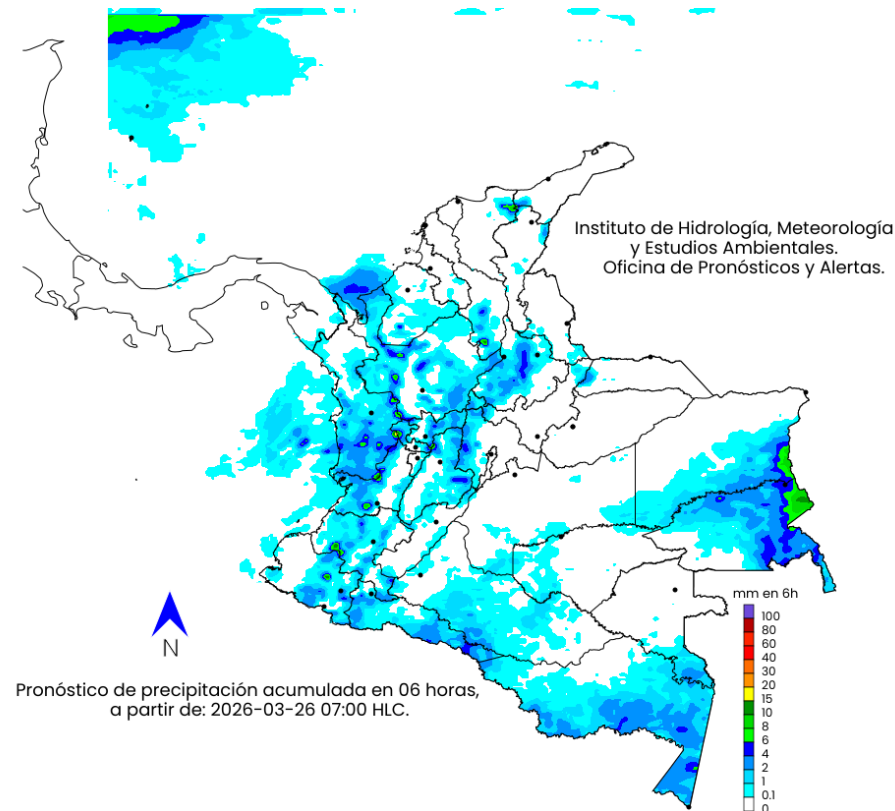 Instituto de Hidrología, Meteorología
y Estudios Ambientales.
Oficina de Pronósticos y Alertas.
N
Pronóstico de precipitación acumulada en 06 horas,
a partir de: 2026-03-26 07:00 HLC.
mm en 6h
100
80
60
40
30
20
15
10
8
6
4
2
1
0.1
0